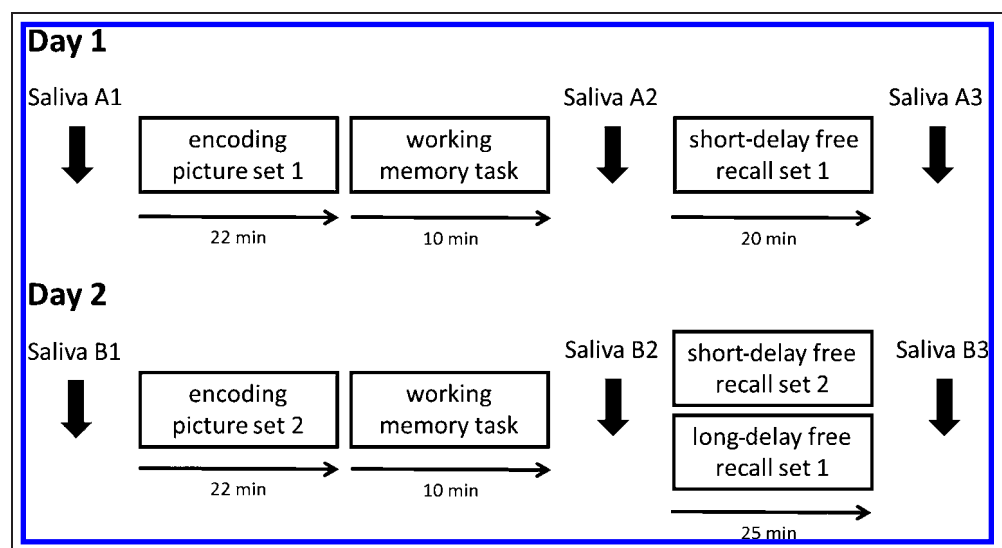 Day 1
Saliva A1
Saliva A2
Saliva A3
encoding
picture set 1
working
memory task
short-delay free
recall set 1
22 min
10 min
20 min
Day 2
Saliva B1
Saliva B2
Saliva B3
encoding
picture set 2
working
memory task
short-delay free
recall set 2
long-delay free
recall set 1
22 min
10 min
25 min